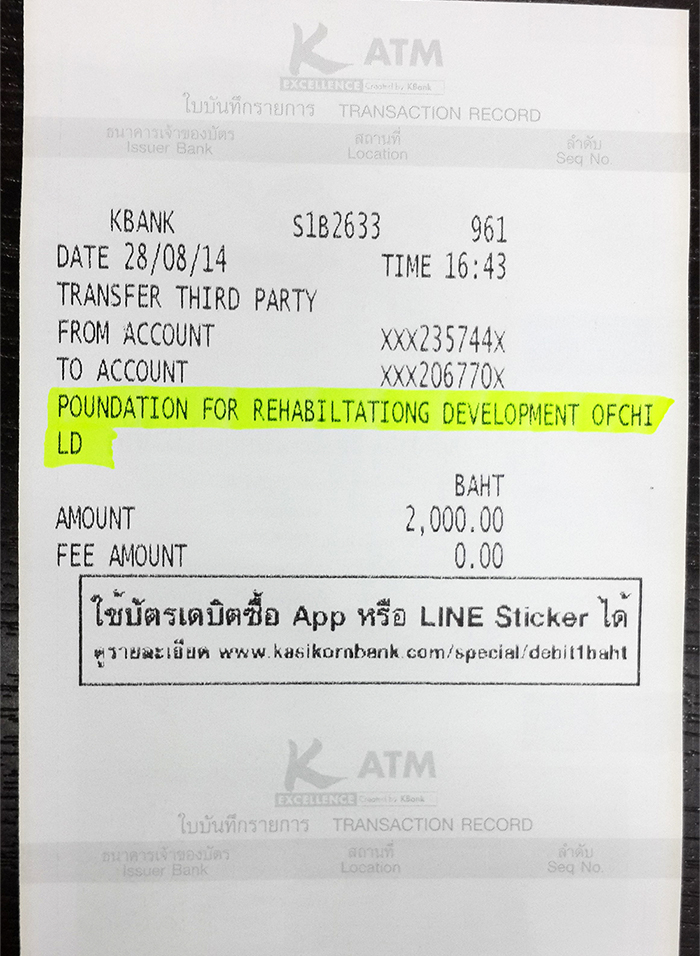 K ATM
EXCELLENCE Created by KBank
ใบบันทึกรายการ TRANSACTION RECORD
ธนาคารเจ้าของบัตร สถานที่ ลำดับ
Issuer Bank Location Seq No.
KBANK S1B2633 961
DATE 28/08/14 TIME 16:43
TRANSFER THIRD PARTY
FROM ACCOUNT XXX235744X
TO ACCOUNT XXX206770X
POUNDATION FOR REHABILTATIONG DEVELOPMENT OFCHI
LD
BAHT
AMOUNT 2,000.00
FEE AMOUNT 0.00
ใช้บัตรเดบิตซื้อ App หรือ LINE Sticker ได้
ดูรายละเอียด www.kasikornbank.com/special/debit1baht
K ATM
EXCELLENCE Created by KBank
ใบบันทึกรายการ TRANSACTION RECORD
ธนาคารเจ้าของบัตร สถานที่ ลำดับ
Issuer Bank Location Seq No.